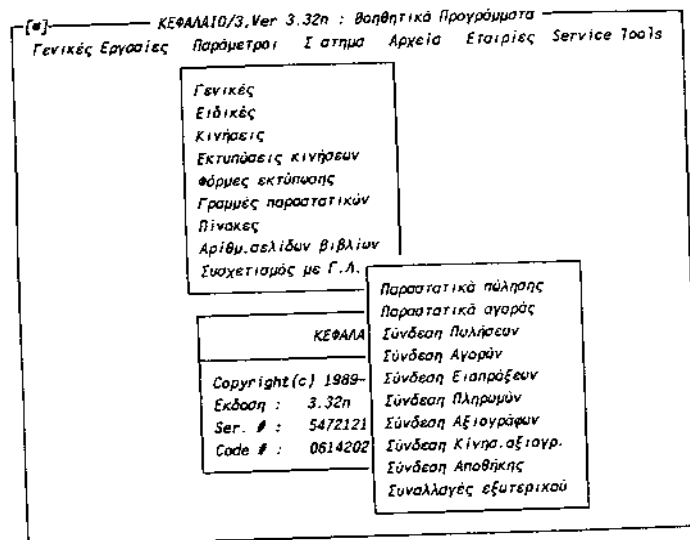 ΚΕΦΑΛΑΙΟ/3,Ver 3.32n : Βοηθητικά Προγράμματα
Γενικές Εργασίες Παράμετροι Σ στημα Αρχεία Εταιρίες Service Tools
Γενικές
Ειδικές
Κινήσεις
Εκτυπώσεις κινήσεων
Φόρμες εκτύπωσης
Γραμμές παραστατικών
Πίνακες
Αρίθμ.σελίδων βιβλίων
Συσχετισμός με Γ.Λ.
Παραστατικά πώλησης
Παραστατικά αγοράς
Σύνδεση Πωλήσεων
Σύνδεση Αγορών
Σύνδεση Εισπράξεων
Σύνδεση Πληρωμών
Σύνδεση Αξιογράφων
Σύνδεση Κίνησ.αξιογρ.
Σύνδεση Αποθήκης
Συναλλαγές εξωτερικού
ΚΕΦΑΛΑ
Copyright(c) 1989-
Εκδοση : 3.32n
Ser. # : 5472121
Code # : 0614202